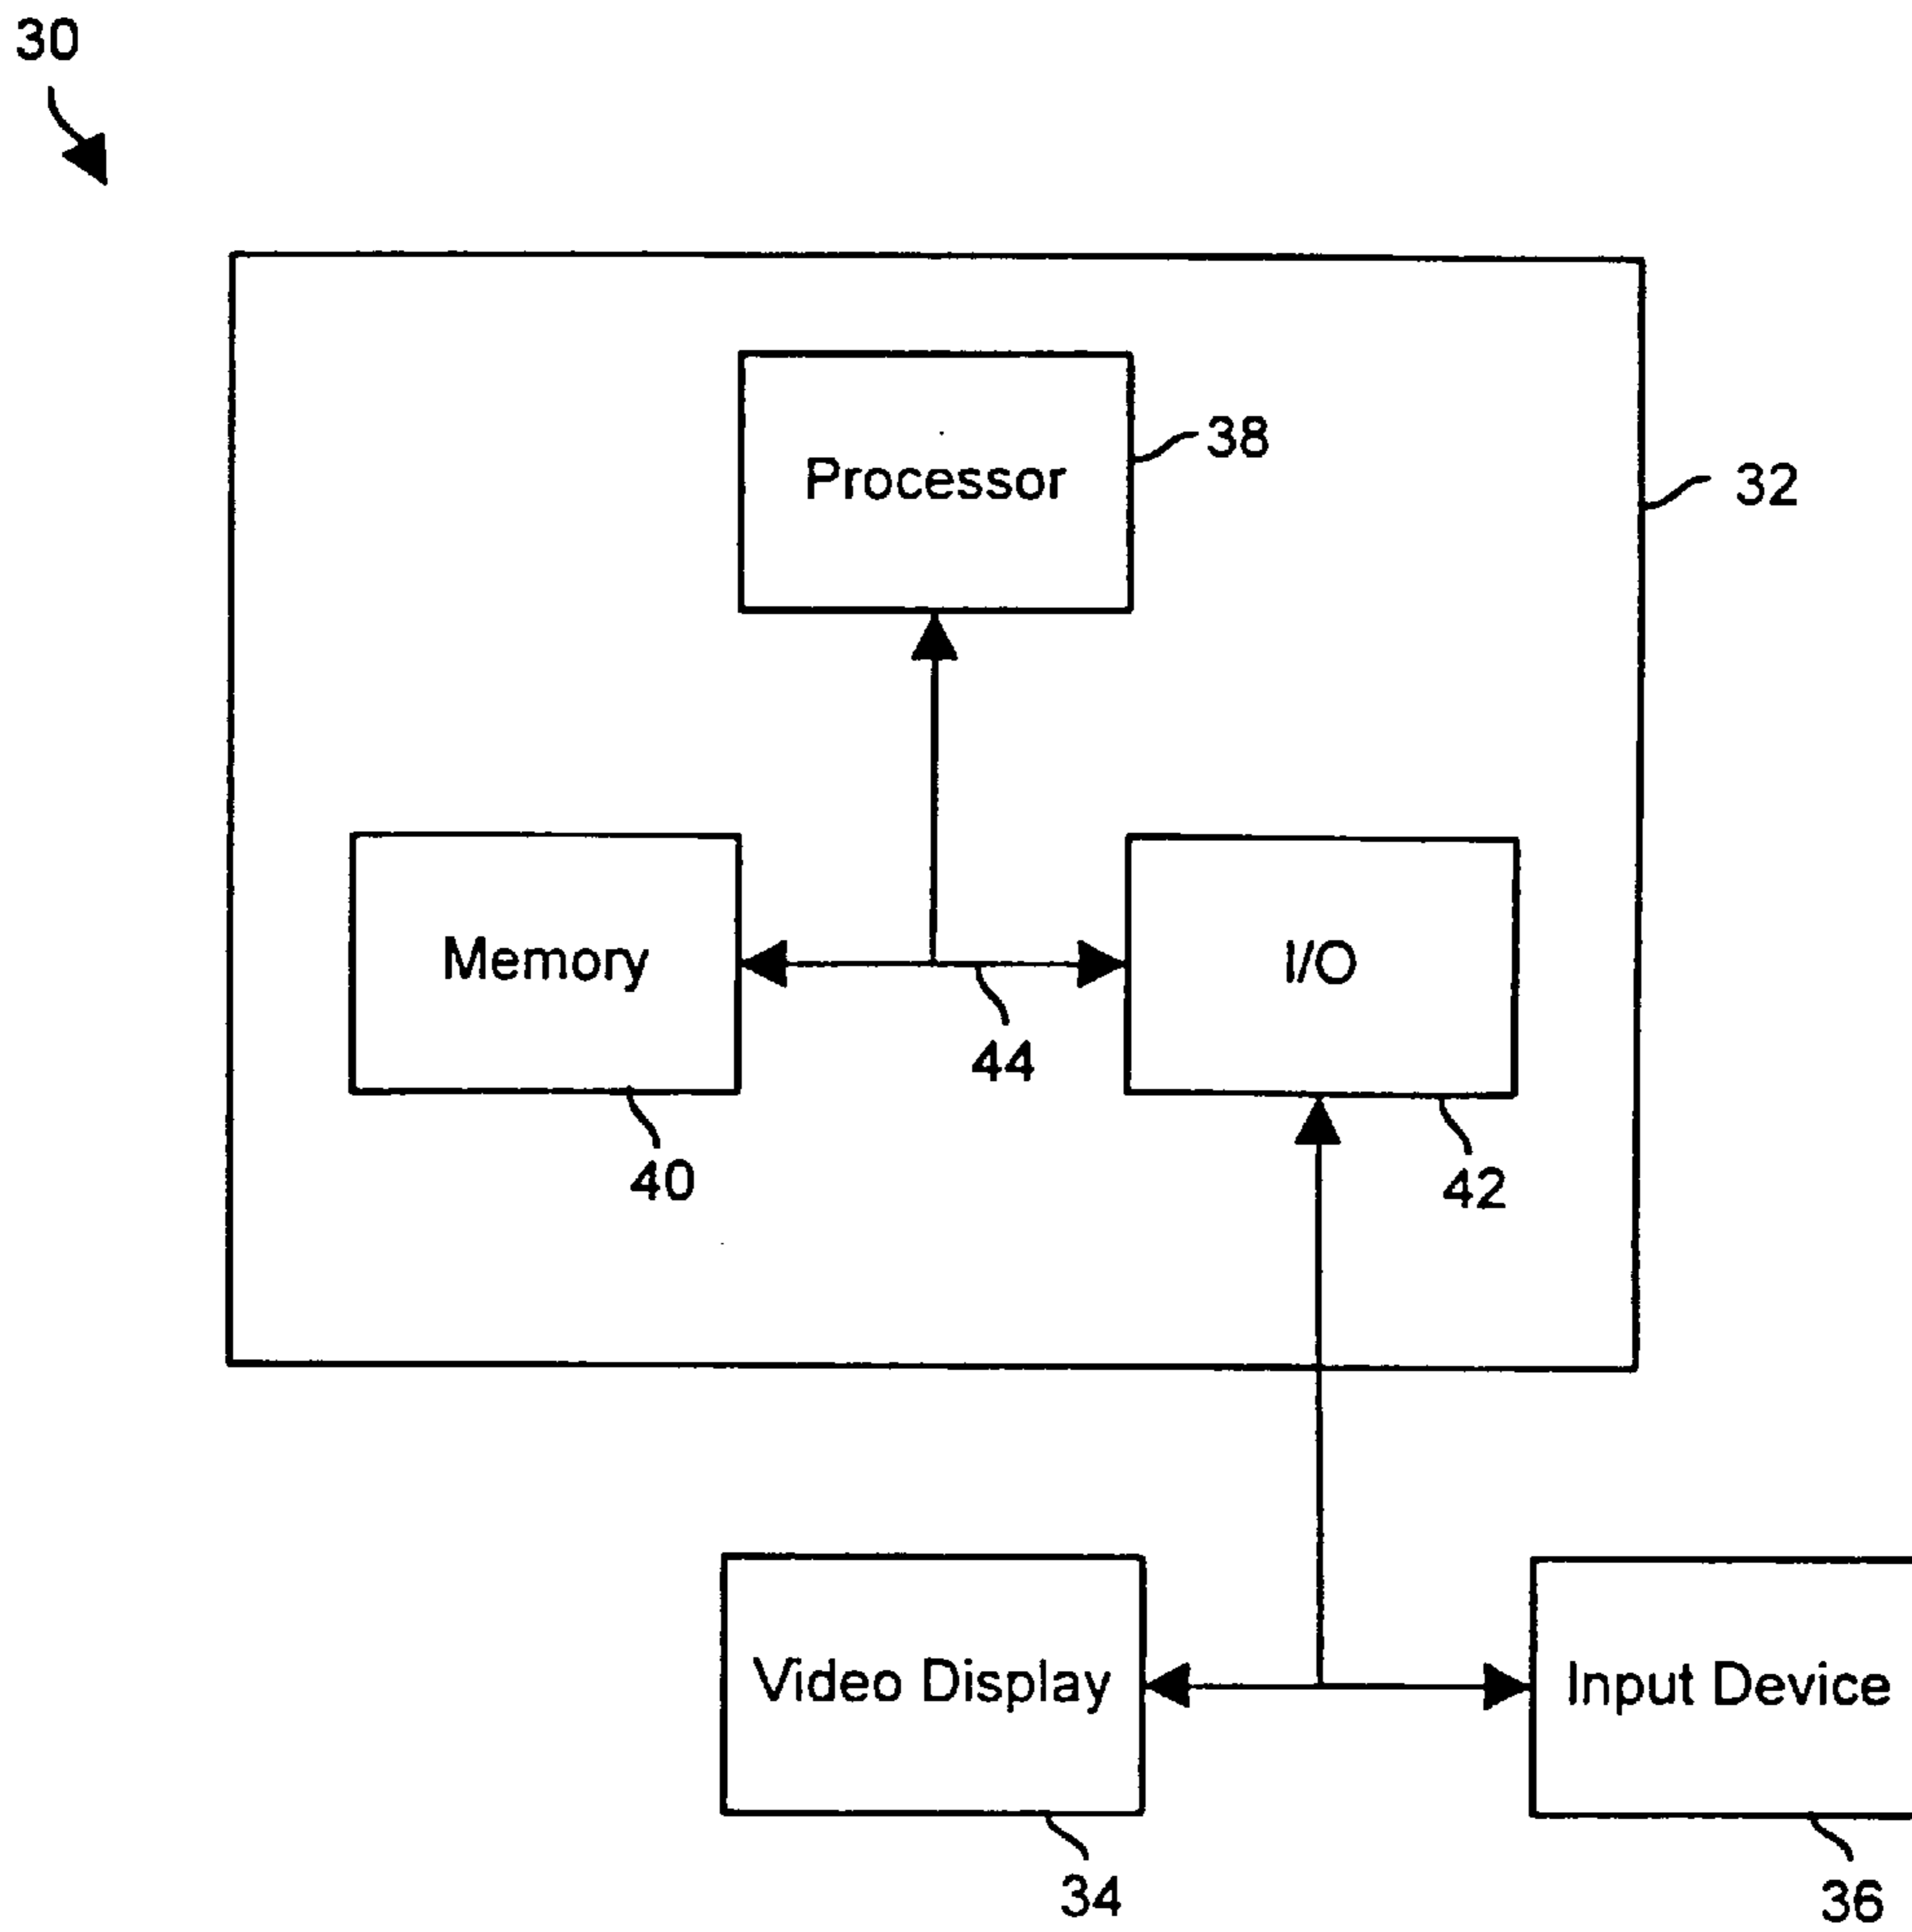 30
Processor
38
32
Memory
I/O
44
40
42
Video Display
Input Device
34
36